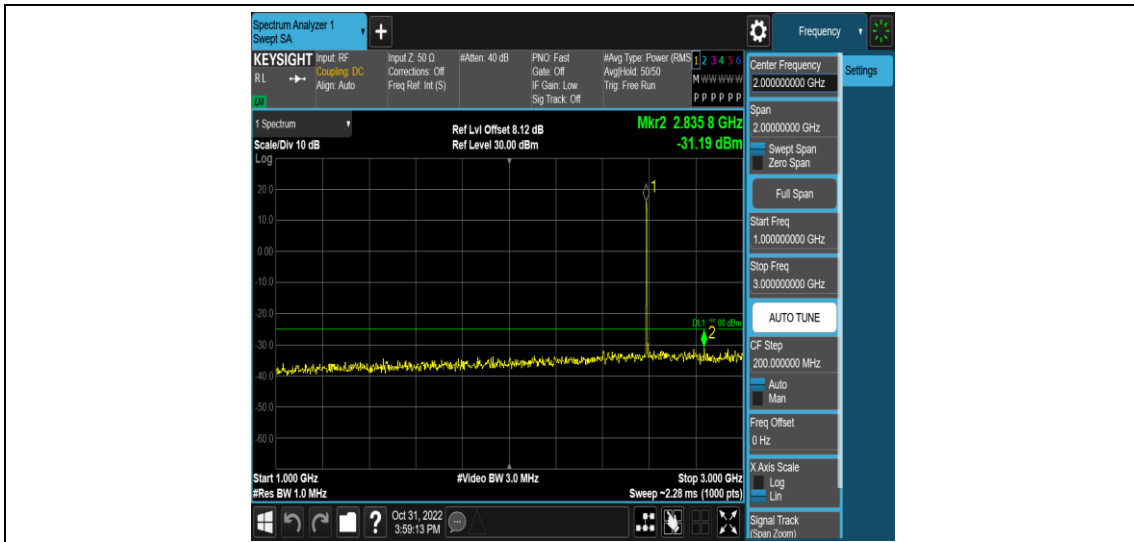 Spectrum Analyzer 1
Swept SA
+
Frequency
KEYSIGHT
RL
LXI
Input: RF
Coupling: DC
Align: Auto
Input Z: 50 Ω
Corrections: Off
Freq Ref: Int (S)
#Atten: 40 dB
PNO: Fast
Gate: Off
IF Gain: Low
Sig Track: Off
#Avg Type: Power (RMS
Avg|Hold: 50/50
Trig: Free Run
1 2 3 4 5 6
M W W W W W
P P P P P P
1 Spectrum
Scale/Div 10 dB
Log
Ref Lvl Offset 8.12 dB
Ref Level 30.00 dBm
Mkr2 2.835 8 GHz
-31.19 dBm
1
20.0
10.0
0.00
-10.0
-20.0
-30.0
-40.0
-50.0
-60.0
2
Start 1.000 GHz
#Res BW 1.0 MHz
#Video BW 3.0 MHz
Stop 3.000 GHz
Sweep ~2.28 ms (1000 pts)
?
Oct 31, 2022
3:59:13 PM
Center Frequency
2.000000000 GHz
Settings
Span
2.00000000 GHz
Swept Span
Zero Span
Full Span
Start Freq
1.000000000 GHz
Stop Freq
3.000000000 GHz
AUTO TUNE
CF Step
200.000000 MHz
Auto
Man
Freq Offset
0 Hz
X Axis Scale
Log
Lin
Signal Track
(Span Zoom)